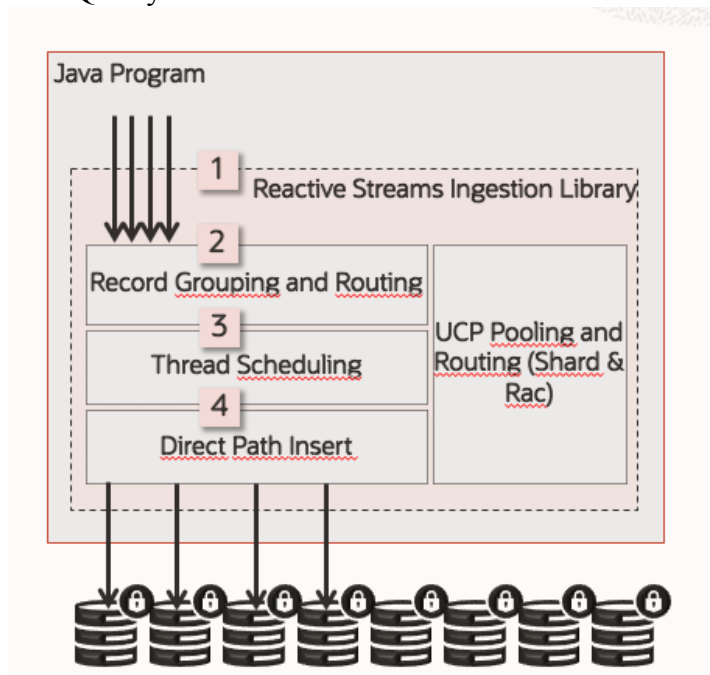 Java Program
1
Reactive Streams Ingestion Library
2
Record Grouping and Routing
3
Thread Scheduling
4
Direct Path Insert
UCP Pooling and
Routing (Shard &
Rac)